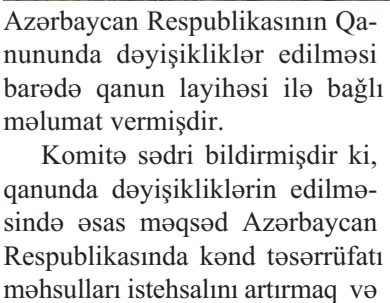 Azərbaycan Respublikasının Qa-
nununda dəyişikliklər edilməsi
barədə qanun layihəsi ilə bağlı
məlumat vermişdir.
Komitə sədri bildirmişdir ki,
qanunda dəyişikliklərin edilmə-
sində əsas məqsəd Azərbaycan
Respublikasında kənd təsərrüfatı
məhsulları istehsalını artırmaq və